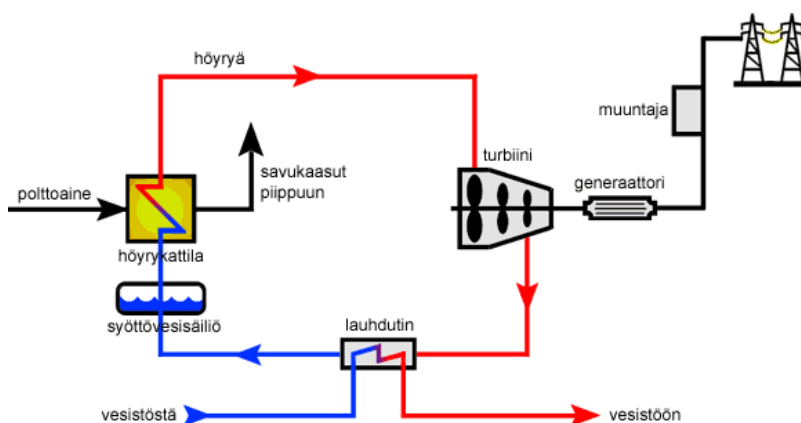 höyryä
muuntaja
savukaasut
piippuun
turbiini
polttoaine
generaattori
höyrykattila
syöttövesisäiliö
lauhdutin
vesistöstä
vesistöön